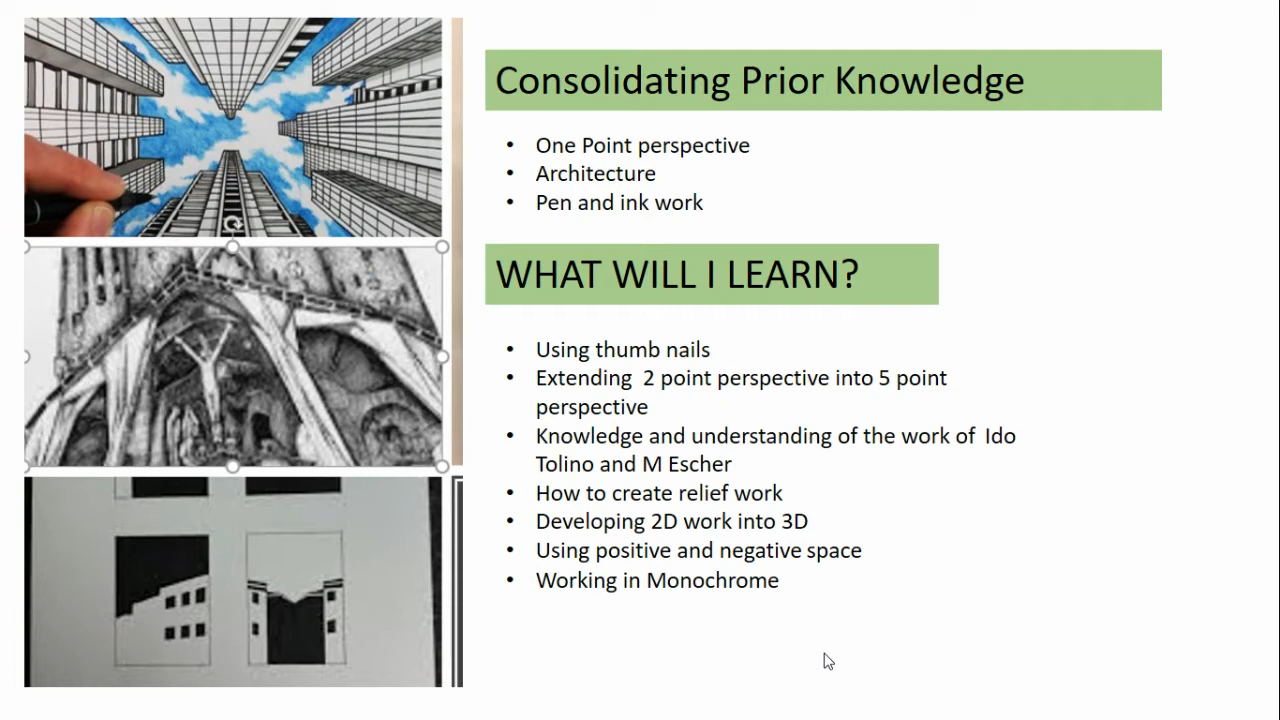 Consolidating Prior Knowledge
• One Point perspective
• Architecture
• Pen and ink work
WHAT WILL I LEARN?
• Using thumb nails
• Extending 2 point perspective into 5 point
perspective
• Knowledge and understanding of the work of Ido
Tolino and M Escher
• How to create relief work
• Developing 2D work into 3D
• Using positive and negative space
• Working in Monochrome